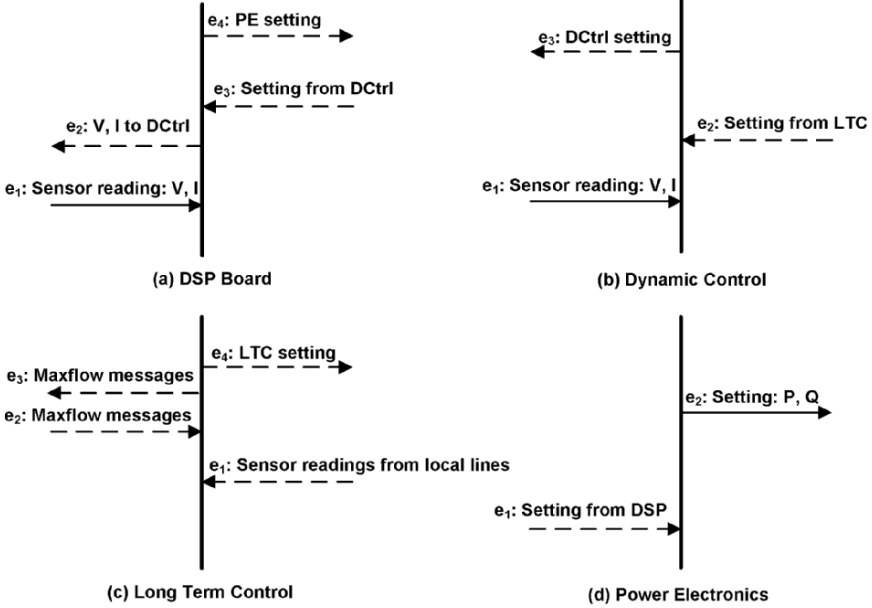 e₄: PE setting
e₃: Setting from DCtrl
e₂: V, I to DCtrl
e₁: Sensor reading: V, I
(a) DSP Board
e₃: DCtrl setting
e₂: Setting from LTC
e₁: Sensor reading: V, I
(b) Dynamic Control
e₄: LTC setting
e₃: Maxflow messages
e₂: Maxflow messages
e₁: Sensor readings from local lines
(c) Long Term Control
e₂: Setting: P, Q
e₁: Setting from DSP
(d) Power Electronics